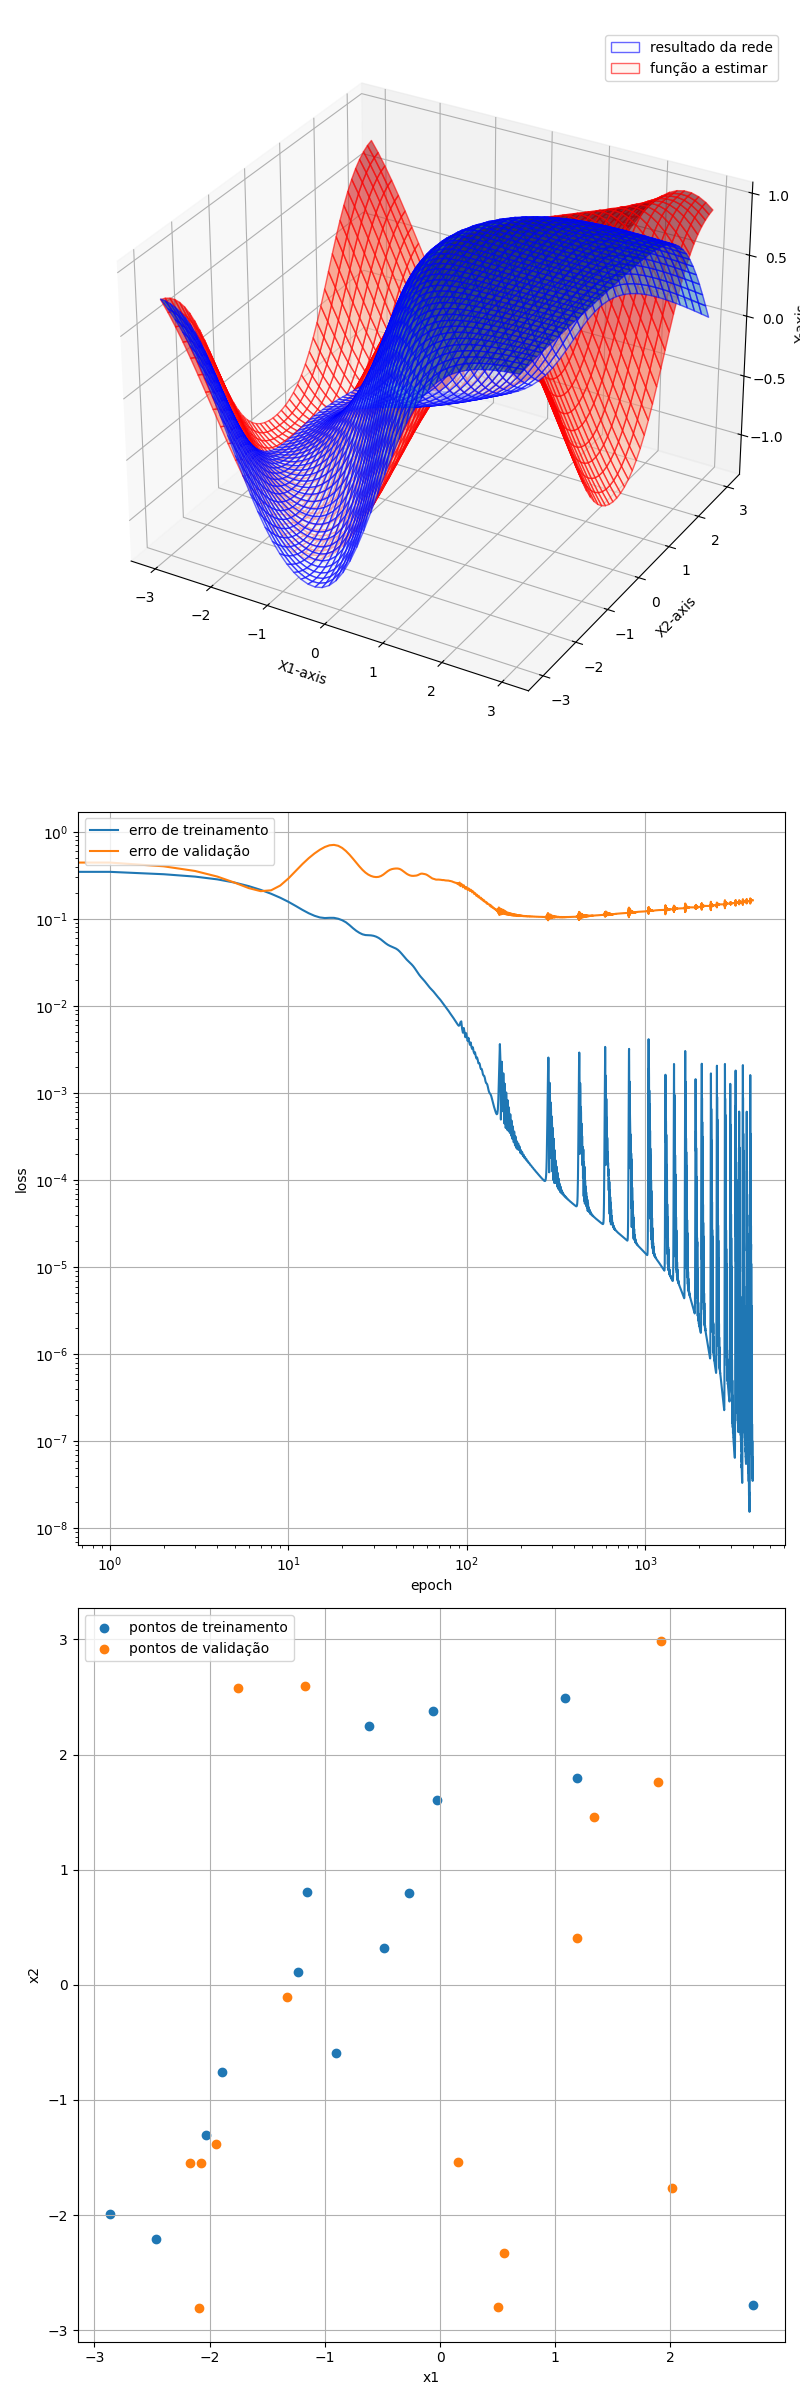 resultado da rede
função a estimar
1.0
0.5
0.0
−0.5
−1.0
−3
−2
−1
0
1
2
3
X1-axis
−3
−2
−1
0
1
2
3
X2-axis
erro de treinamento
erro de validação
10⁰
10⁻¹
10⁻²
10⁻³
10⁻⁴
10⁻⁵
10⁻⁶
10⁻⁷
10⁻⁸
loss
10⁰ 10¹ 10² 10³
epoch
pontos de treinamento
pontos de validação
3
2
1
0
−1
−2
−3
x2
−3 −2 −1 0 1 2
x1